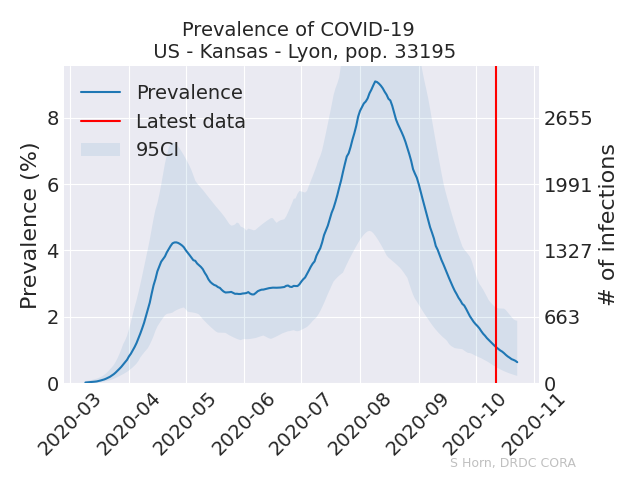 Prevalence of COVID-19
US - Kansas - Lyon, pop. 33195
Prevalence
Latest data
95CI
Prevalence (%)
8
6
4
2
0
2655
1991
1327
663
0
# of infections
2020-03
2020-04
2020-05
2020-06
2020-07
2020-08
2020-09
2020-10
2020-11
S Horn, DRDC CORA